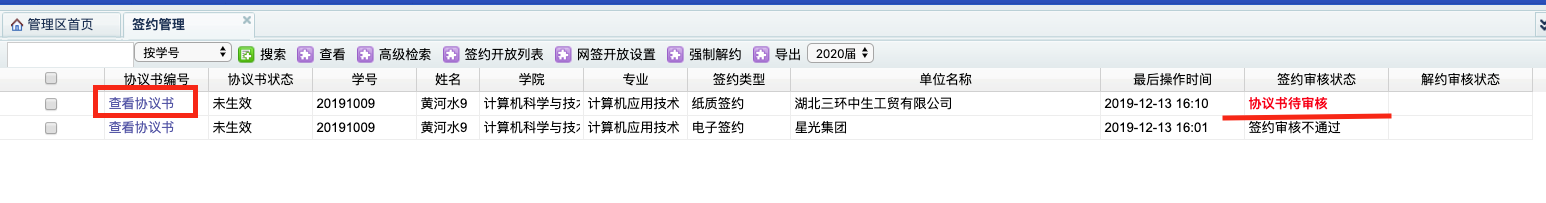 管理区首页 签约管理
按学号 搜索 查看 高级检索 签约开放列表 网签开放设置 强制解约 导出 2020届
协议书编号 协议书状态 学号 姓名 学院 专业 签约类型 单位名称 最后操作时间 签约审核状态 解约审核状态
查看协议书 未生效 20191009 黄河水9 计算机科学与技 计算机应用技术 纸质签约 湖北三环中生工贸有限公司 2019-12-13 16:10 协议书待审核
查看协议书 未生效 20191009 黄河水9 计算机科学与技 计算机应用技术 电子签约 星光集团 2019-12-13 16:01 签约审核不通过